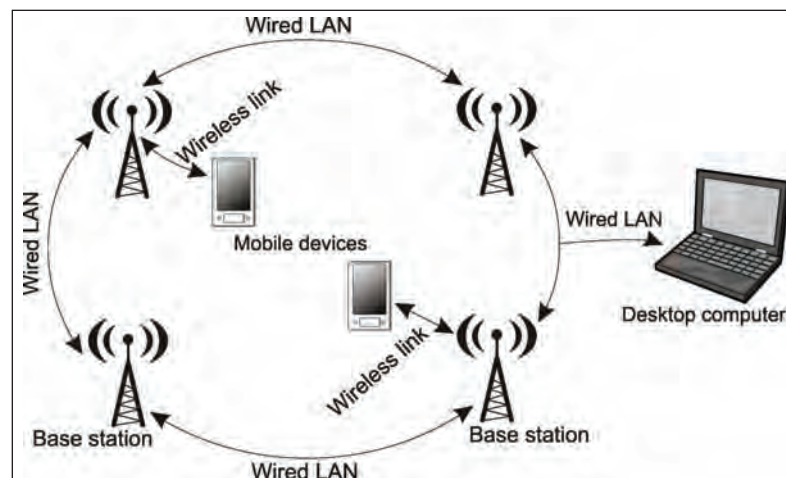 Wired LAN
Wireless link
Mobile devices
Wired LAN
Wired LAN
Desktop computer
Wireless link
Base station
Base station
Wired LAN